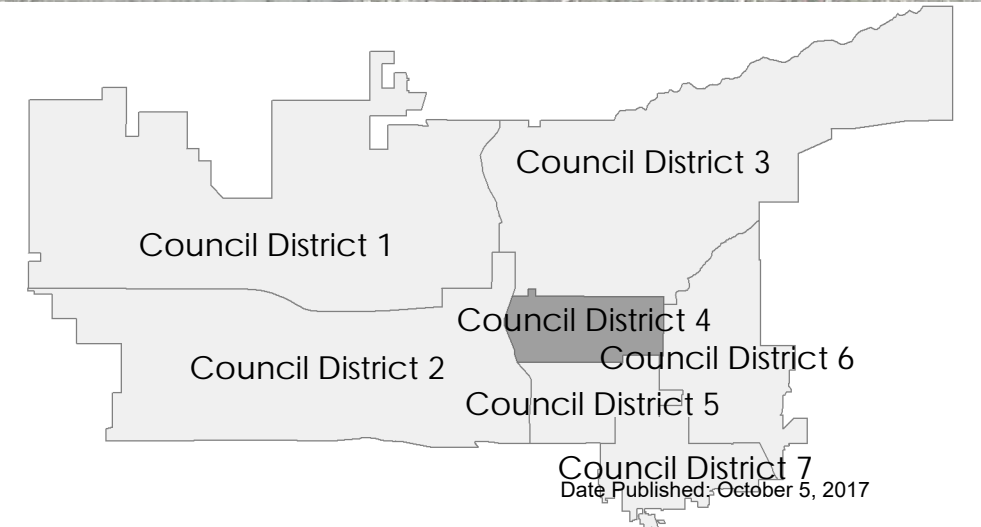 Council District 3
Council District 1
Council District 4
Council District 6
Council District 2
Council District 5
Council District 7
Date Published: October 5, 2017